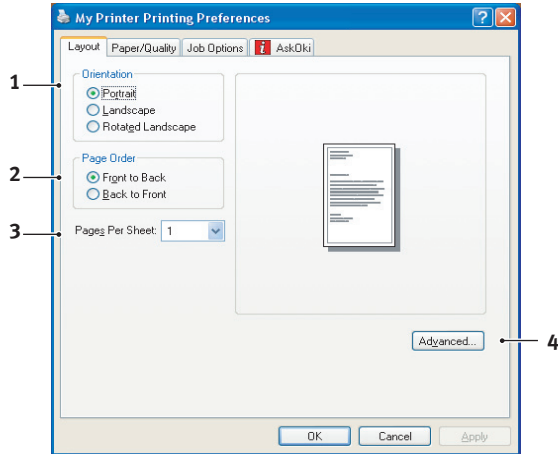 My Printer Printing Preferences
Layout Paper/Quality Job Options i AskOki
1
Orientation
Portrait
Landscape
Rotated Landscape
2
Page Order
Front to Back
Back to Front
3
Pages Per Sheet: 1
Advanced...
4
OK Cancel Apply